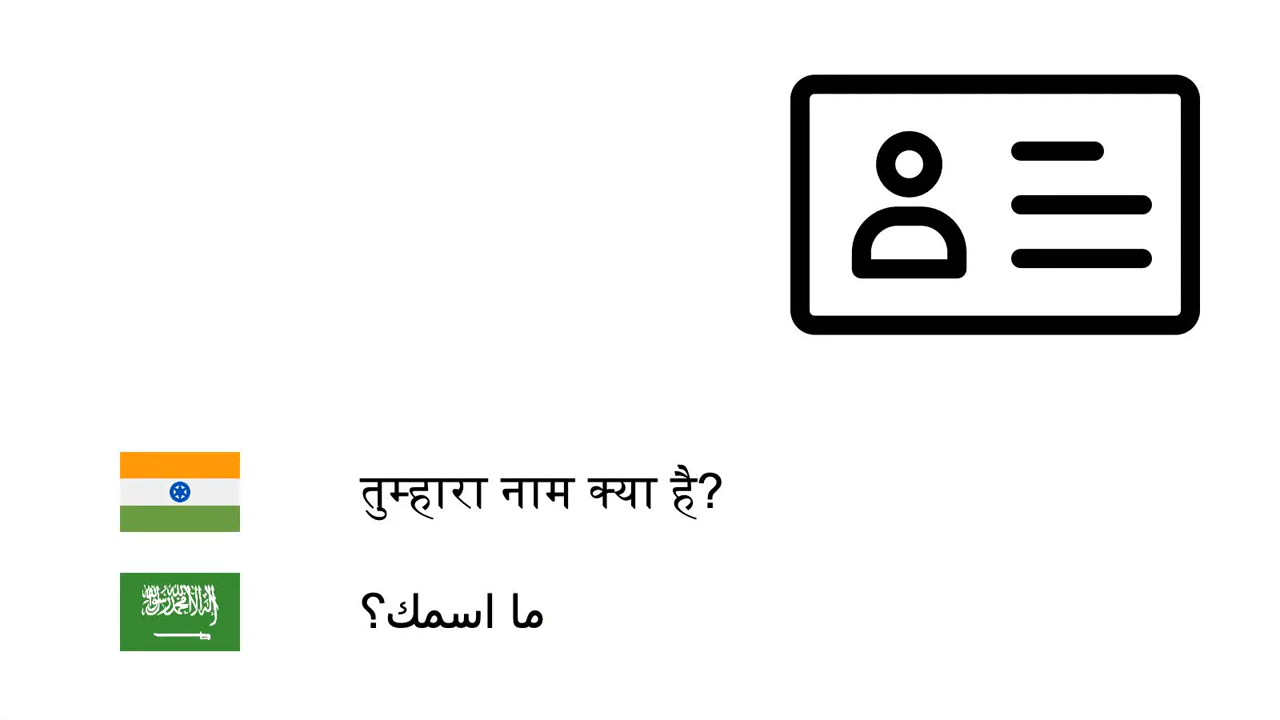 तुम्हारा नाम क्या है?
ما اسمك؟